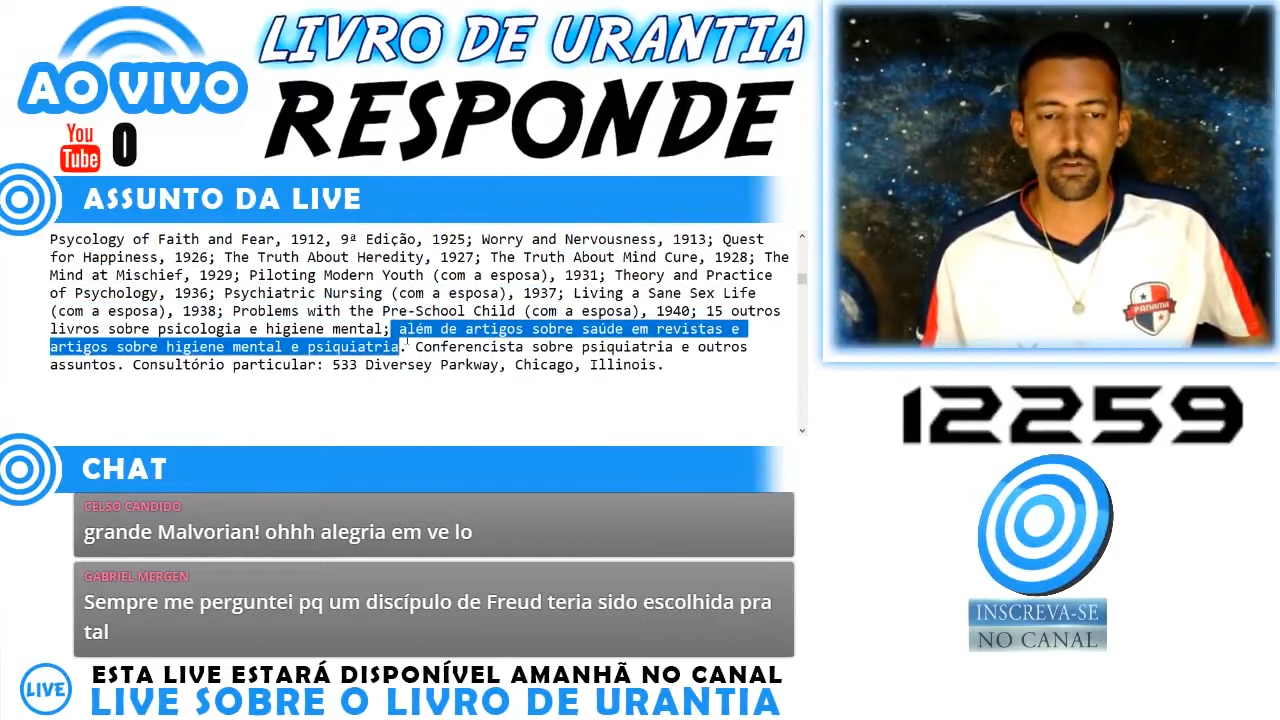 AO VIVO
You
Tube
0
LIVRO DE URANTIA
RESPONDE
ASSUNTO DA LIVE
Psycology of Faith and Fear, 1912, 9ª Edição, 1925; Worry and Nervousness, 1913; Quest
for Happiness, 1926; The Truth About Heredity, 1927; The Truth About Mind Cure, 1928; The
Mind at Mischief, 1929; Piloting Modern Youth (com a esposa), 1931; Theory and Practice
of Psychology, 1936; Psychiatric Nursing (com a esposa), 1937; Living a Sane Sex Life
(com a esposa), 1938; Problems with the Pre-School Child (com a esposa), 1940; 15 outros
livros sobre psicologia e higiene mental; além de artigos sobre saúde em revistas e
artigos sobre higiene mental e psiquiatria. Conferencista sobre psiquiatria e outros
assuntos. Consultório particular: 533 Diversey Parkway, Chicago, Illinois.
PANAMÁ
12259
CHAT
CELSO CANDIDO
grande Malvorian! ohhh alegria em ve lo
GABRIEL MERGEN
Sempre me perguntei pq um discípulo de Freud teria sido escolhida pra
tal
INSCREVA-SE
NO CANAL
LIVE
ESTA LIVE ESTARÁ DISPONÍVEL AMANHÃ NO CANAL
LIVE SOBRE O LIVRO DE URANTIA